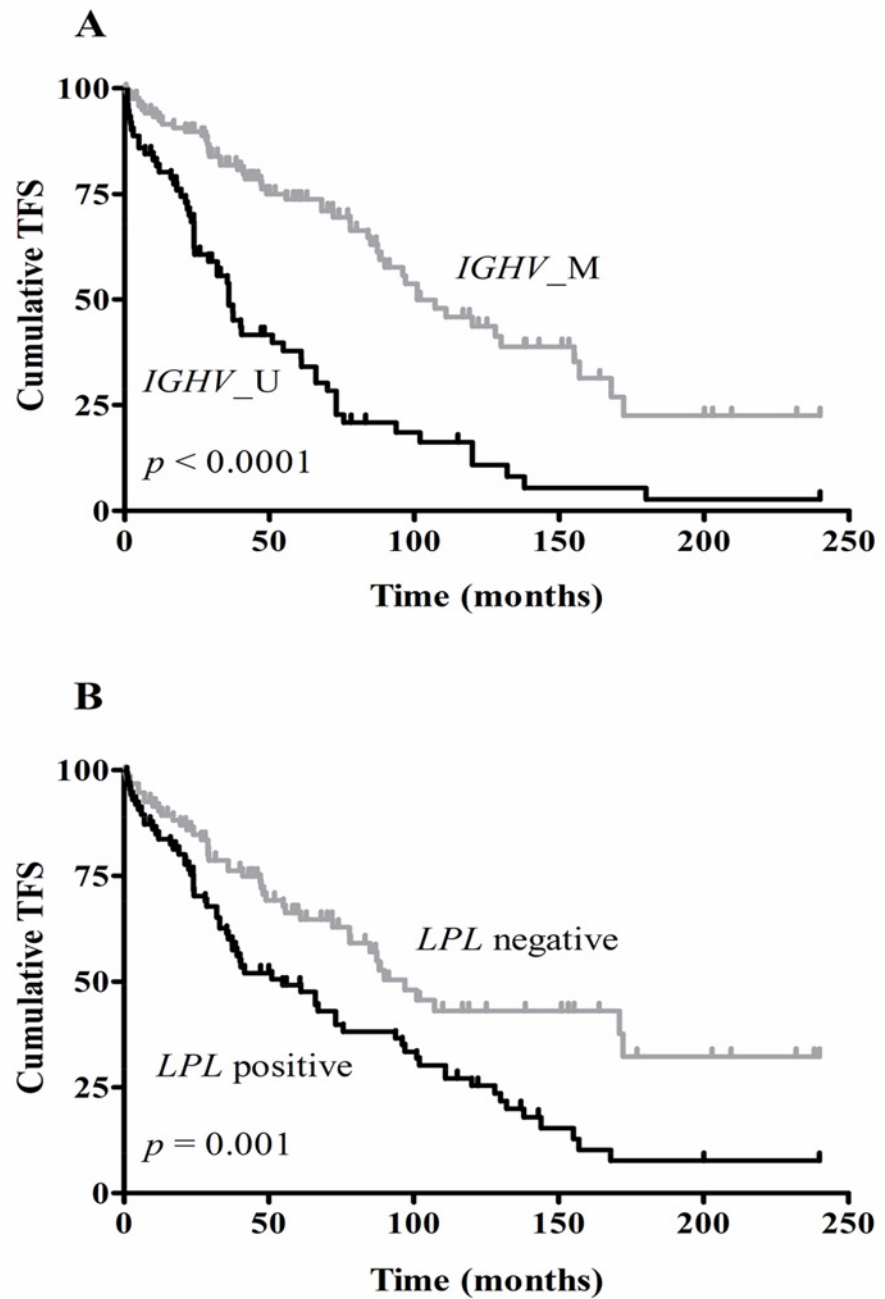 A
100
75
50
25
0
Cumulative TFS
IGHV_M
IGHV_U
p < 0.0001
0 50 100 150 200 250
Time (months)
B
100
75
50
25
0
Cumulative TFS
LPL negative
LPL positive
p = 0.001
0 50 100 150 200 250
Time (months)